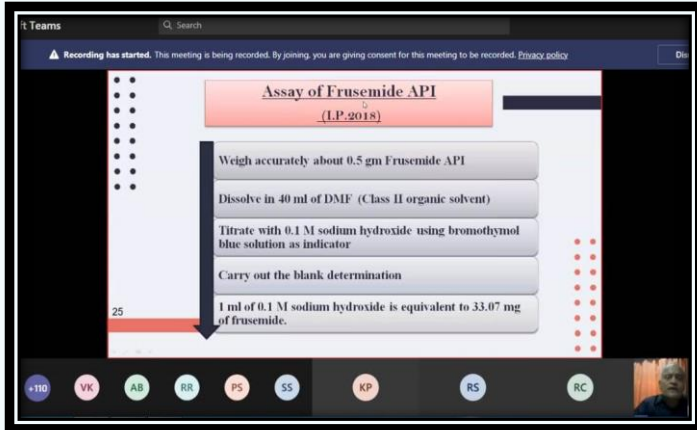 ft Teams
Search
Recording has started. This meeting is being recorded. By joining, you are giving consent for this meeting to be recorded. Privacy policy
Assay of Frusemide API
(I.P.2018)
Weigh accurately about 0.5 gm Frusemide API
Dissolve in 40 ml of DMF (Class II organic solvent)
Titrate with 0.1 M sodium hydroxide using bromothymol
blue solution as indicator
Carry out the blank determination
1 ml of 0.1 M sodium hydroxide is equivalent to 33.07 mg
of frusemide.
25
+110 VK AB RR PS SS KP RS RC